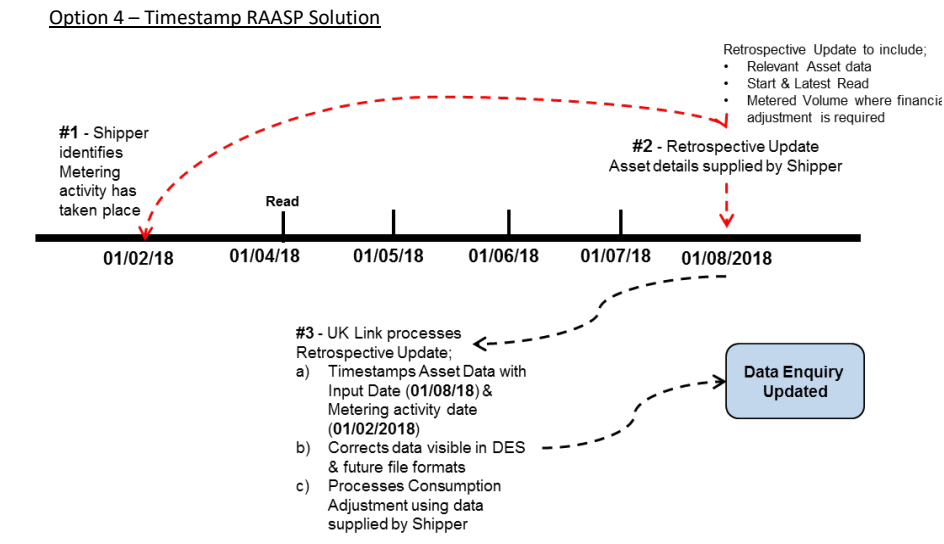 Option 4 – Timestamp RAASP Solution
Retrospective Update to include;
• Relevant Asset data
• Start & Latest Read
• Metered Volume where financia
adjustment is required
#1 - Shipper
identifies
Metering
activity has
taken place
#2 - Retrospective Update
Asset details supplied by Shipper
Read
01/02/18
01/04/18
01/05/18
01/06/18
01/07/18
01/08/2018
#3 - UK Link processes
Retrospective Update;
a) Timestamps Asset Data with
Input Date (01/08/18) &
Metering activity date
(01/02/2018)
b) Corrects data visible in DES
& future file formats
c) Processes Consumption
Adjustment using data
supplied by Shipper
Data Enquiry
Updated